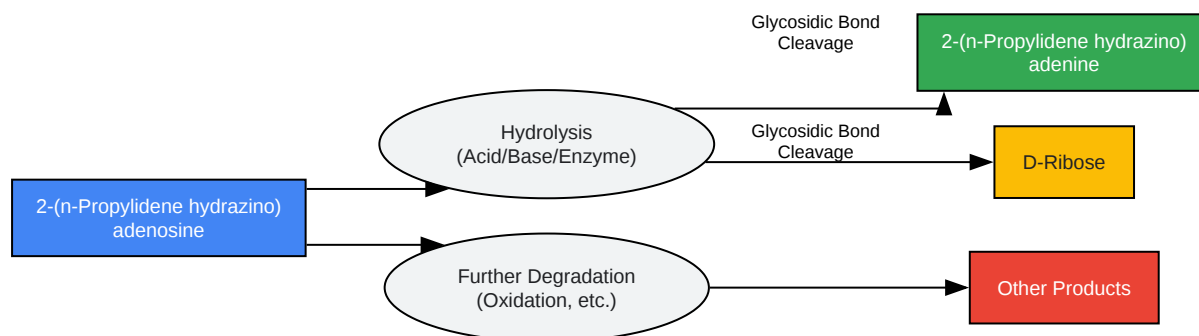 Glycosidic Bond
Cleavage
2-(n-Propylidene hydrazino)
adenine
Hydrolysis
(Acid/Base/Enzyme)
Glycosidic Bond
Cleavage
D-Ribose
2-(n-Propylidene hydrazino)
adenosine
Further Degradation
(Oxidation, etc.)
Other Products